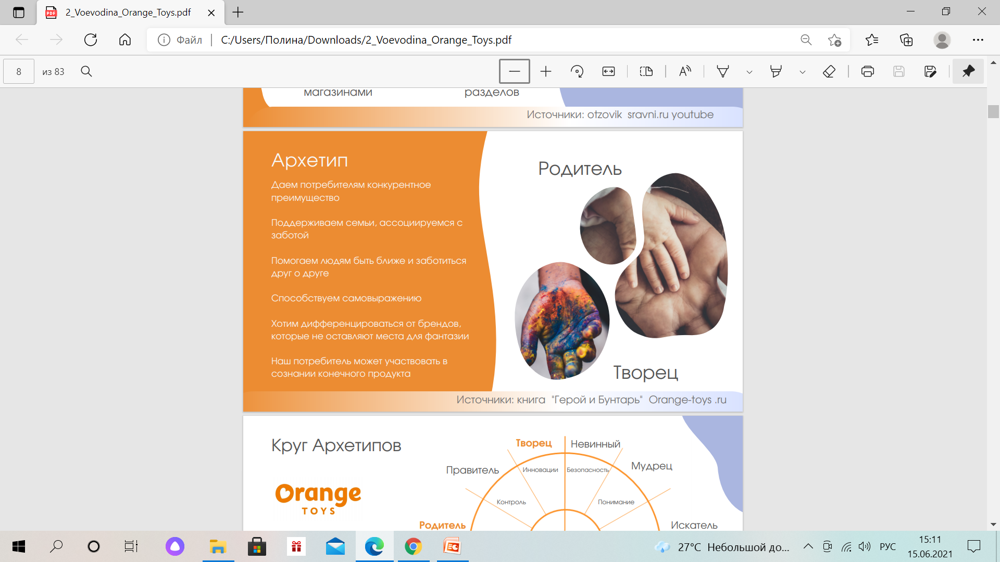 2_Voevodina_Orange_Toys.pdf
Файл
C:/Users/Полина/Downloads/2_Voevodina_Orange_Toys.pdf
8
из 83
магазинами
разделов
Источники: otzovik sravni.ru youtube
Архетип
Даем потребителям конкурентное
преимущество
Поддерживаем семьи, ассоциируемся с
заботой
Помогаем людям быть ближе и заботиться
друг о друге
Способствуем самовыражению
Хотим дифференцироваться от брендов,
которые не оставляют места для фантазии
Наш потребитель может участвовать в
сознании конечного продукта
Родитель
Творец
Источники: книга "Герой и Бунтарь" Orange-toys .ru
Круг Архетипов
Orange
TOYS
Творец
Невинный
Правитель
Мудрец
Инновации
Безопасность
Контроль
Понимание
Родитель
Искатель
27°C Небольшой до...
РУС
15:11
15.06.2021